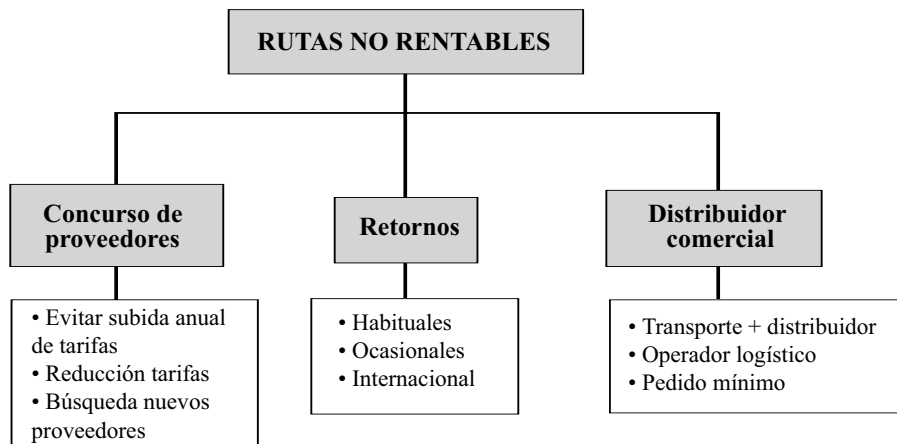 RUTAS NO RENTABLES
Concurso de
proveedores
• Evitar subida anual
de tarifas
• Reducción tarifas
• Búsqueda nuevos
proveedores
Retornos
• Habituales
• Ocasionales
• Internacional
Distribuidor
comercial
• Transporte + distribuidor
• Operador logístico
• Pedido mínimo